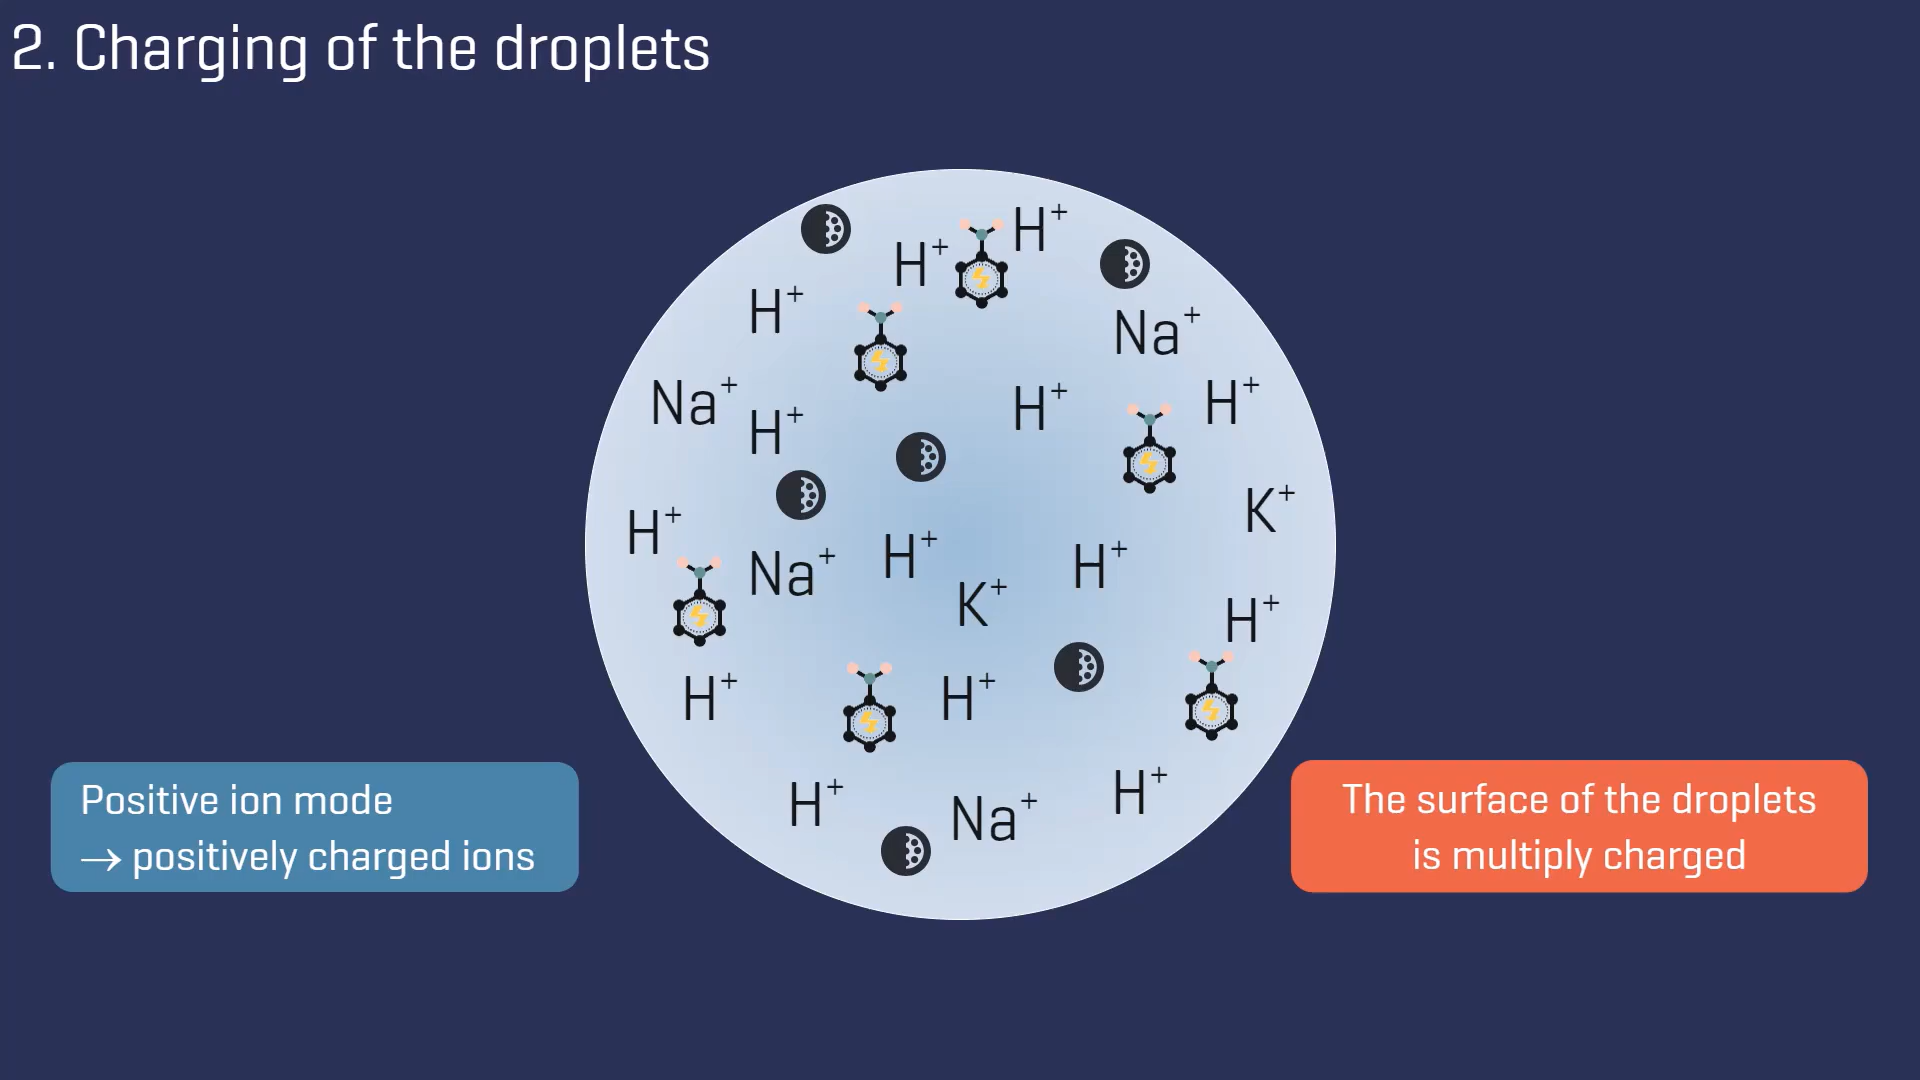 2. Charging of the droplets
H⁺
H⁺
H⁺
Na⁺
Na⁺
H⁺
H⁺
H⁺
K⁺
H⁺
Na⁺
H⁺
H⁺
K⁺
H⁺
H⁺
H⁺
H⁺
Na⁺
H⁺
Positive ion mode
→ positively charged ions
The surface of the droplets
is multiply charged